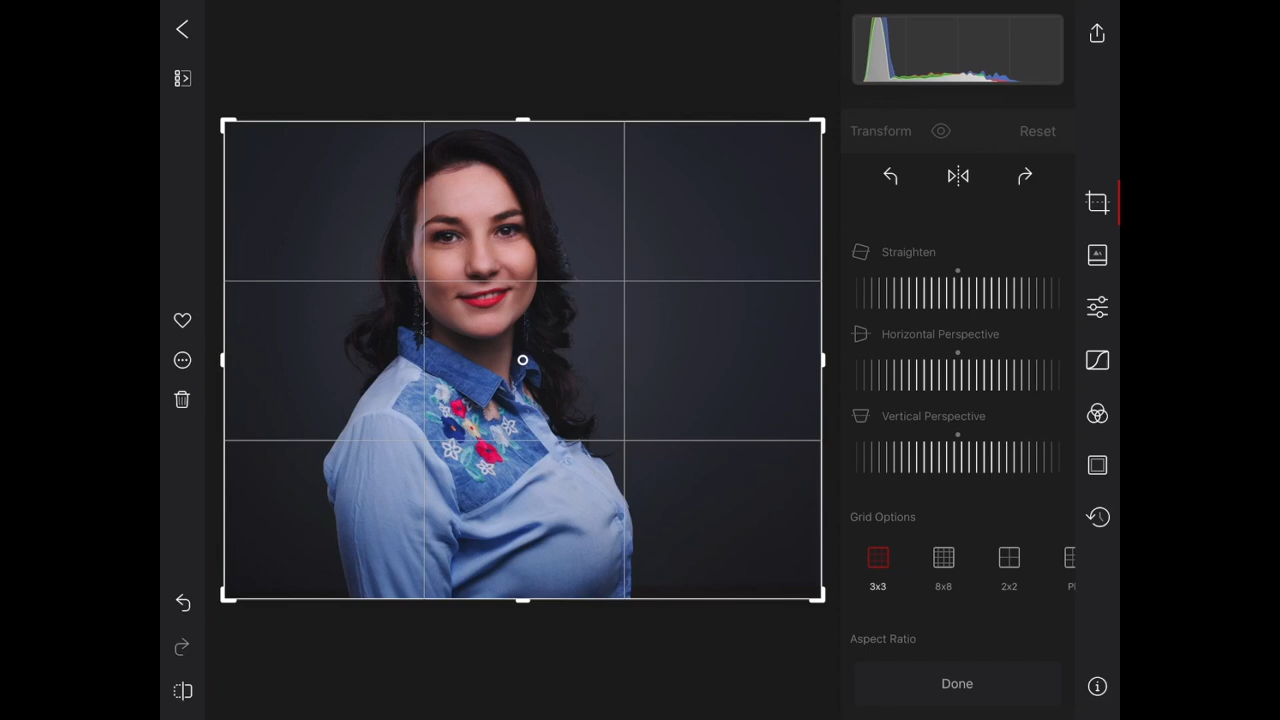 Transform
Reset
Straighten
Horizontal Perspective
Vertical Perspective
Grid Options
3x3
8x8
2x2
Aspect Ratio
Done